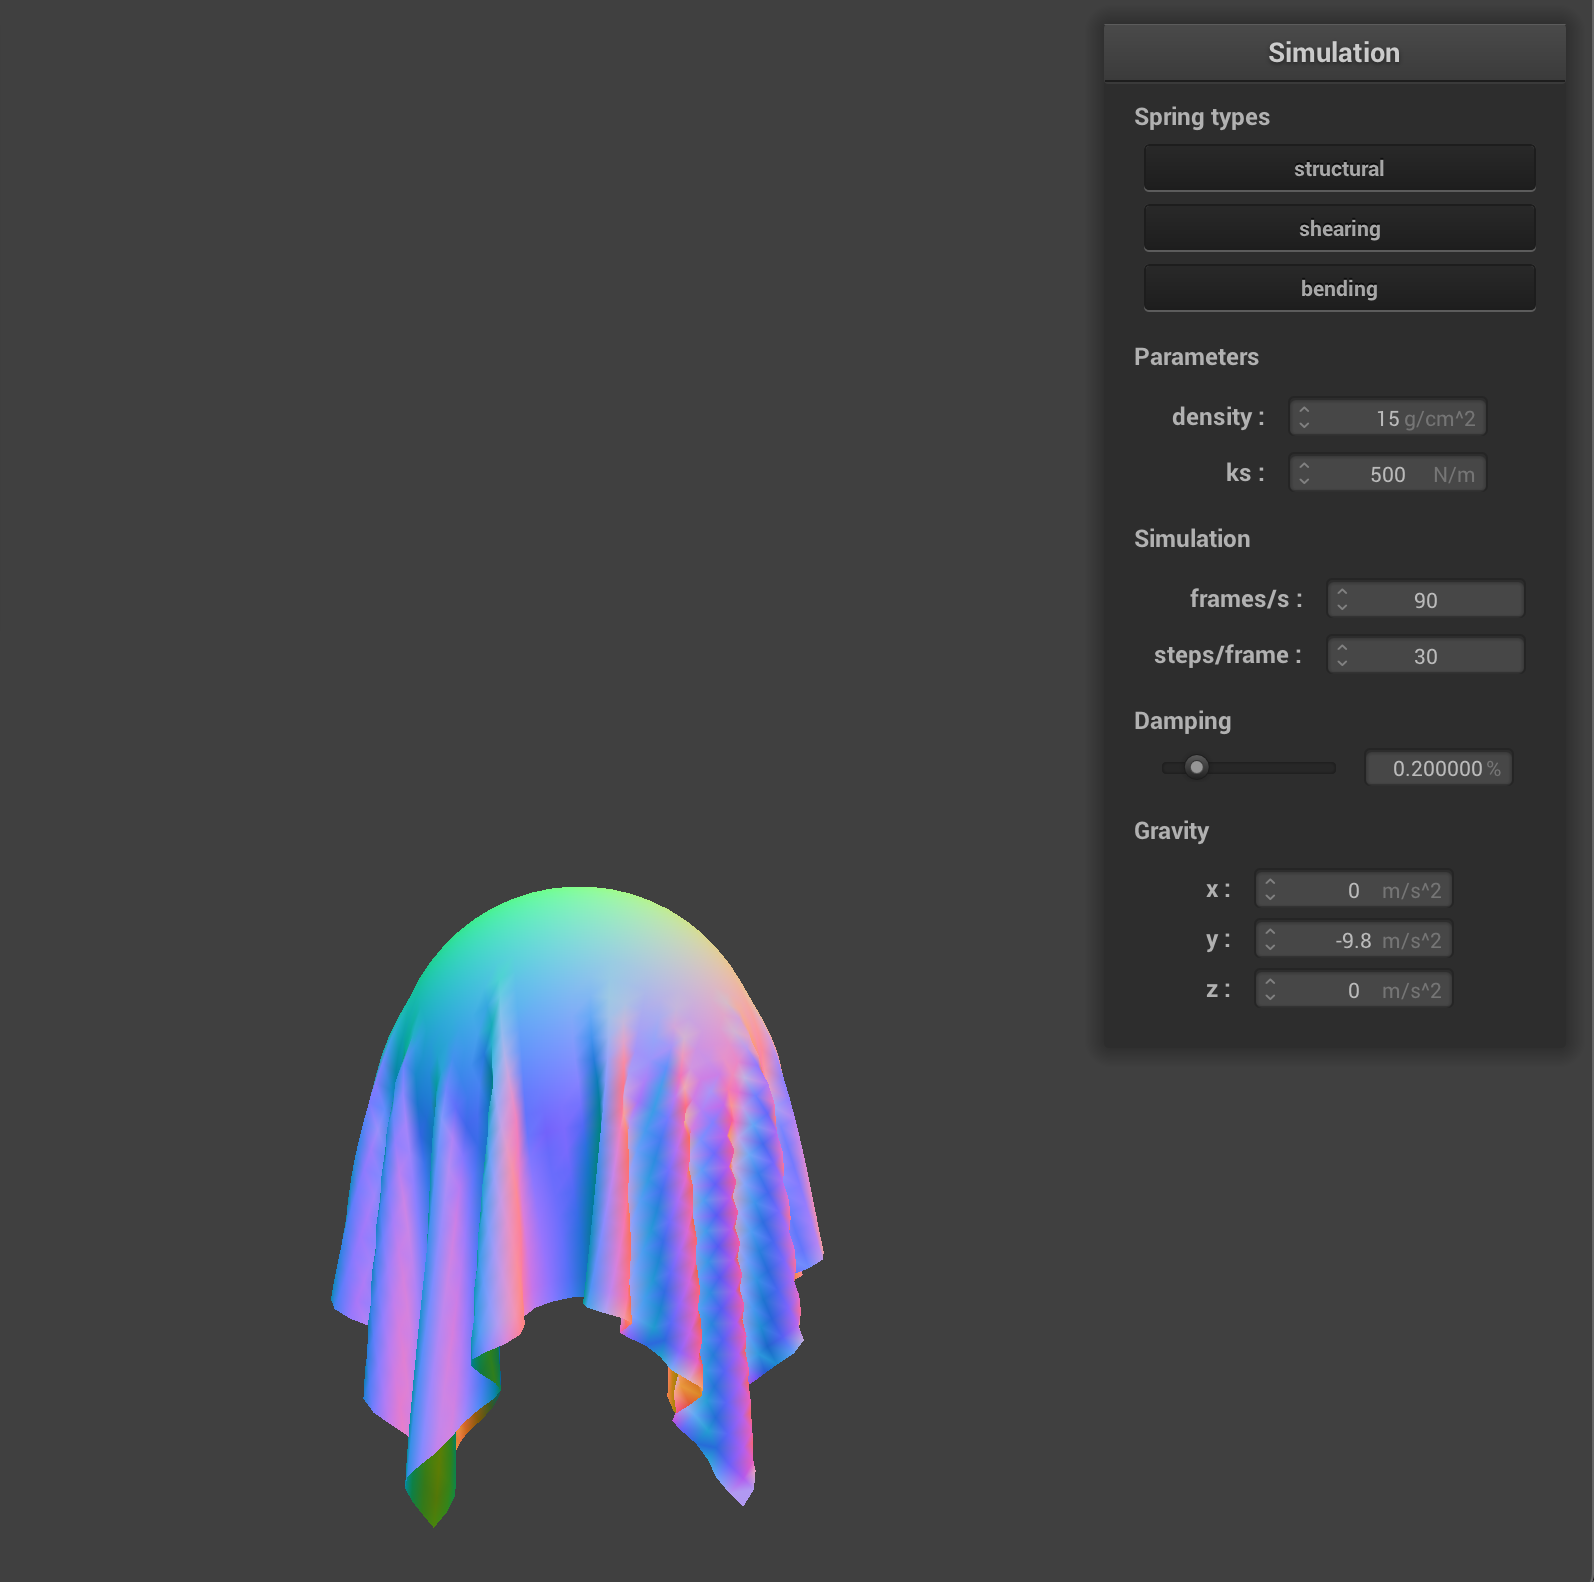 Simulation
Spring types
structural
shearing
bending
Parameters
density : 15 g/cm^2
ks : 500 N/m
Simulation
frames/s : 90
steps/frame : 30
Damping
0.200000 %
Gravity
x : 0 m/s^2
y : -9.8 m/s^2
z : 0 m/s^2